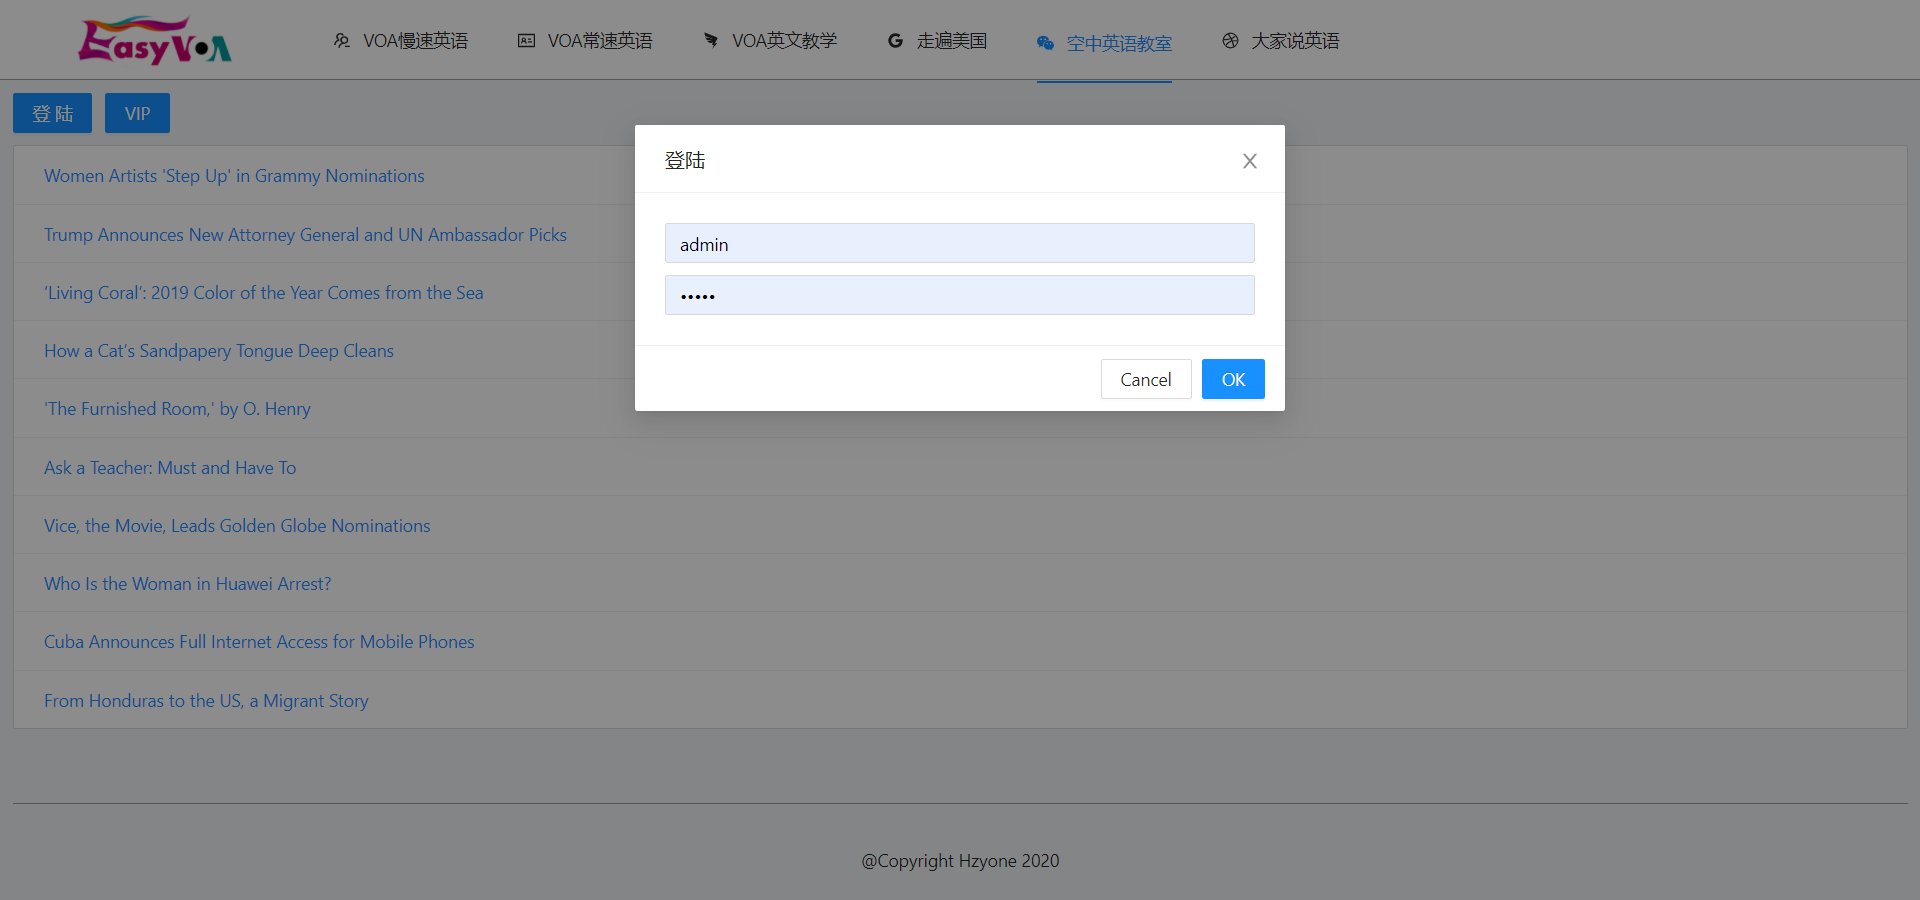 EasyVOA
VOA慢速英语
VOA常速英语
VOA英文教学
走遍美国
空中英语教室
大家说英语
登 陆
VIP
登陆
admin
•••••
Cancel
OK
Women Artists 'Step Up' in Grammy Nominations
Trump Announces New Attorney General and UN Ambassador Picks
‘Living Coral’: 2019 Color of the Year Comes from the Sea
How a Cat’s Sandpapery Tongue Deep Cleans
'The Furnished Room,' by O. Henry
Ask a Teacher: Must and Have To
Vice, the Movie, Leads Golden Globe Nominations
Who Is the Woman in Huawei Arrest?
Cuba Announces Full Internet Access for Mobile Phones
From Honduras to the US, a Migrant Story
@Copyright Hzyone 2020